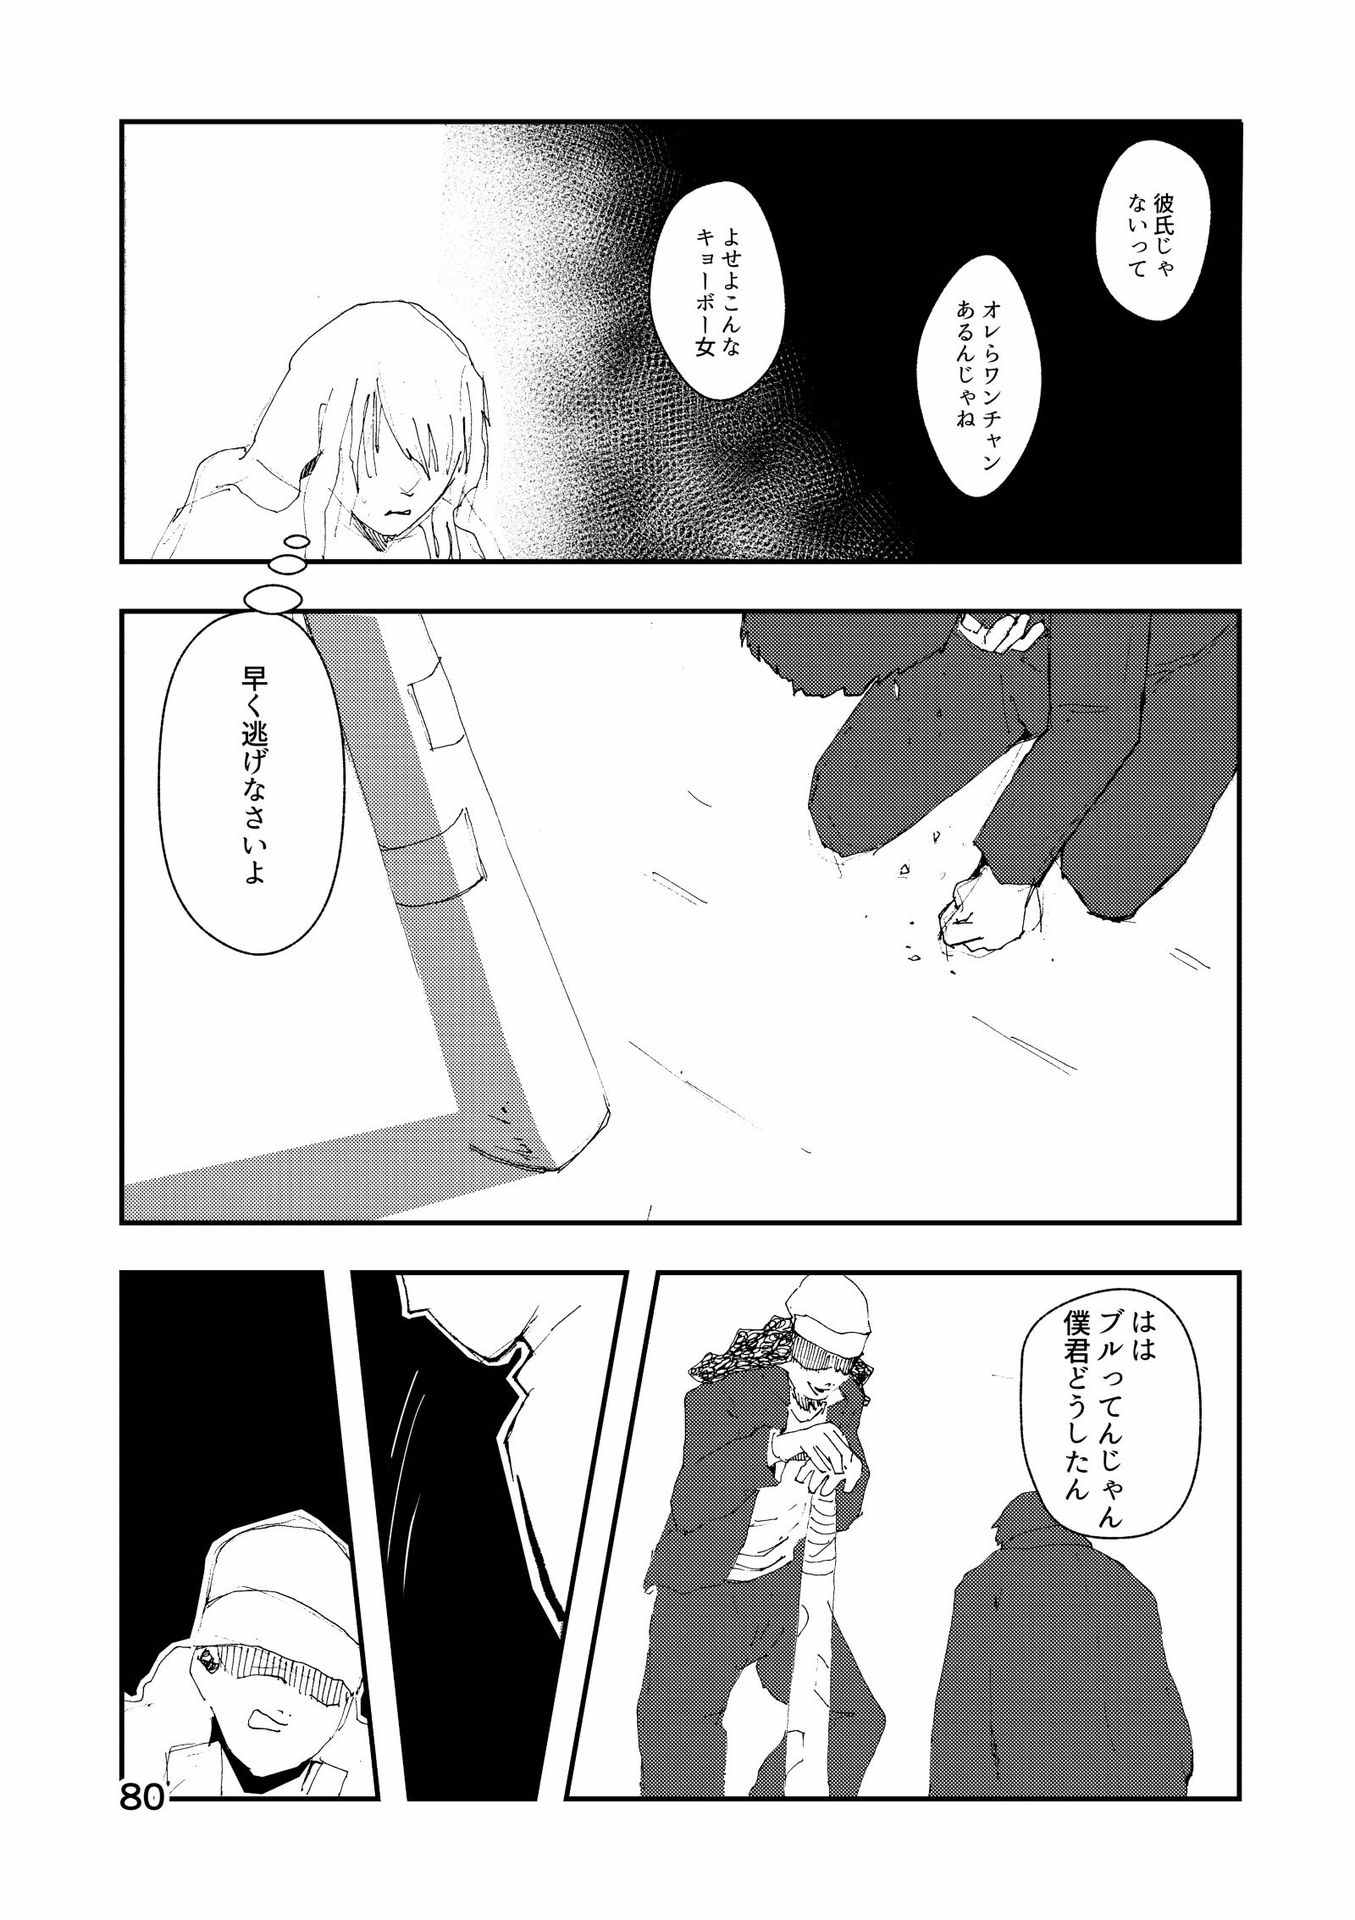 彼氏じゃ
ないって
オレらワンチャン
あるんじゃね
よせよこんな
キョーボー女
早く逃げなさいよ
はは
ブルってんじゃん
僕君どうしたん
80